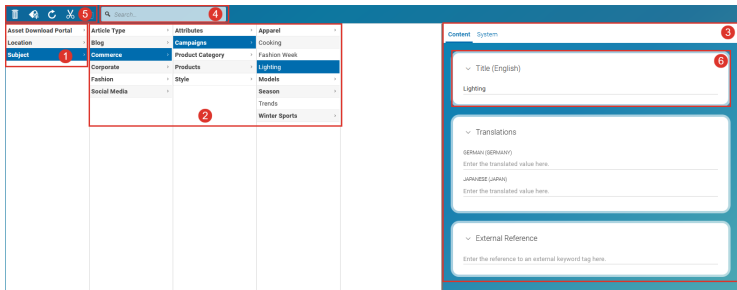 5
Search...
4
Asset Download Portal
Location
Subject
1
Article Type
Blog
Commerce
Corporate
Fashion
Social Media
Attributes
Campaigns
Product Category
Products
Style
2
Apparel
Cooking
Fashion Week
Lighting
Models
Season
Trends
Winter Sports
Content System
3
Title (English)
6
Lighting
Translations
GERMAN (GERMANY)
Enter the translated value here.
JAPANESE (JAPAN)
Enter the translated value here.
External Reference
Enter the reference to an external keyword tag here.